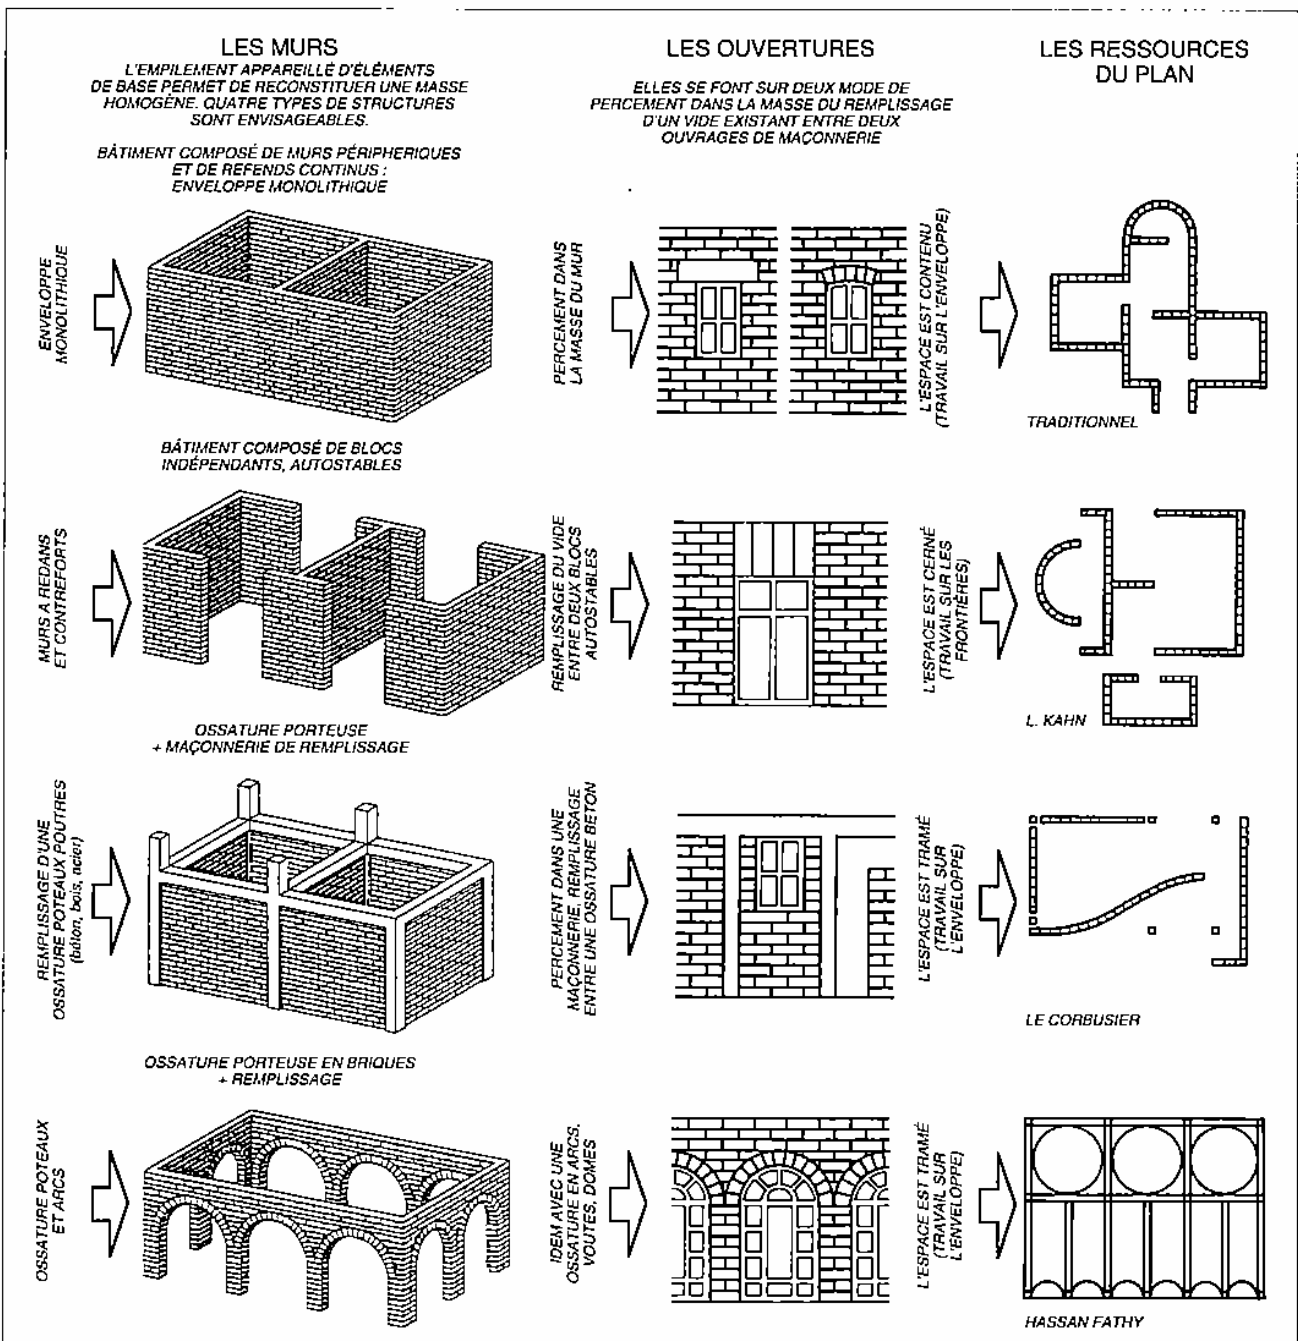 LES MURS
L'EMPILEMENT APPAREILLÉ D'ÉLÉMENTS
DE BASE PERMET DE RECONSTITUER UNE MASSE
HOMOGÈNE. QUATRE TYPES DE STRUCTURES
SONT ENVISAGEABLES.
LES OUVERTURES
ELLES SE FONT SUR DEUX MODE DE
PERCEMENT DANS LA MASSE DU REMPLISSAGE
D'UN VIDE EXISTANT ENTRE DEUX
OUVRAGES DE MAÇONNERIE
LES RESSOURCES
DU PLAN
BÂTIMENT COMPOSÉ DE MURS PÉRIPHERIQUES
ET DE REFENDS CONTINUS :
ENVELOPPE MONOLITHIQUE
ENVELOPPE
MONOLITHIQUE
PERCEMENT DANS
LA MASSE DU MUR
L'ESPACE EST CONTENU
(TRAVAIL SUR L'ENVELOPPE)
TRADITIONNEL
BÂTIMENT COMPOSÉ DE BLOCS
INDÉPENDANTS, AUTOSTABLES
MURS A REDANS
ET CONTREFORTS
REMPLISSAGE DU VIDE
ENTRE DEUX BLOCS
AUTOSTABLES
L'ESPACE EST CERNÉ
(TRAVAIL SUR LES
FRONTIÈRES)
L. KAHN
OSSATURE PORTEUSE
+ MAÇONNERIE DE REMPLISSAGE
REMPLISSAGE D'UNE
OSSATURE POTEAUX POUTRES
(béton, bois, acier)
PERCEMENT DANS UNE
MAÇONNERIE, REMPLISSAGE
ENTRE UNE OSSATURE BETON
L'ESPACE EST TRAMÉ
(TRAVAIL SUR
L'ENVELOPPE)
LE CORBUSIER
OSSATURE PORTEUSE EN BRIQUES
+ REMPLISSAGE
OSSATURE POTEAUX
ET ARCS
IDEM AVEC UNE
OSSATURE EN ARCS,
VOUTES, DOMES
L'ESPACE EST TRAMÉ
(TRAVAIL SUR
L'ENVELOPPE)
HASSAN FATHY